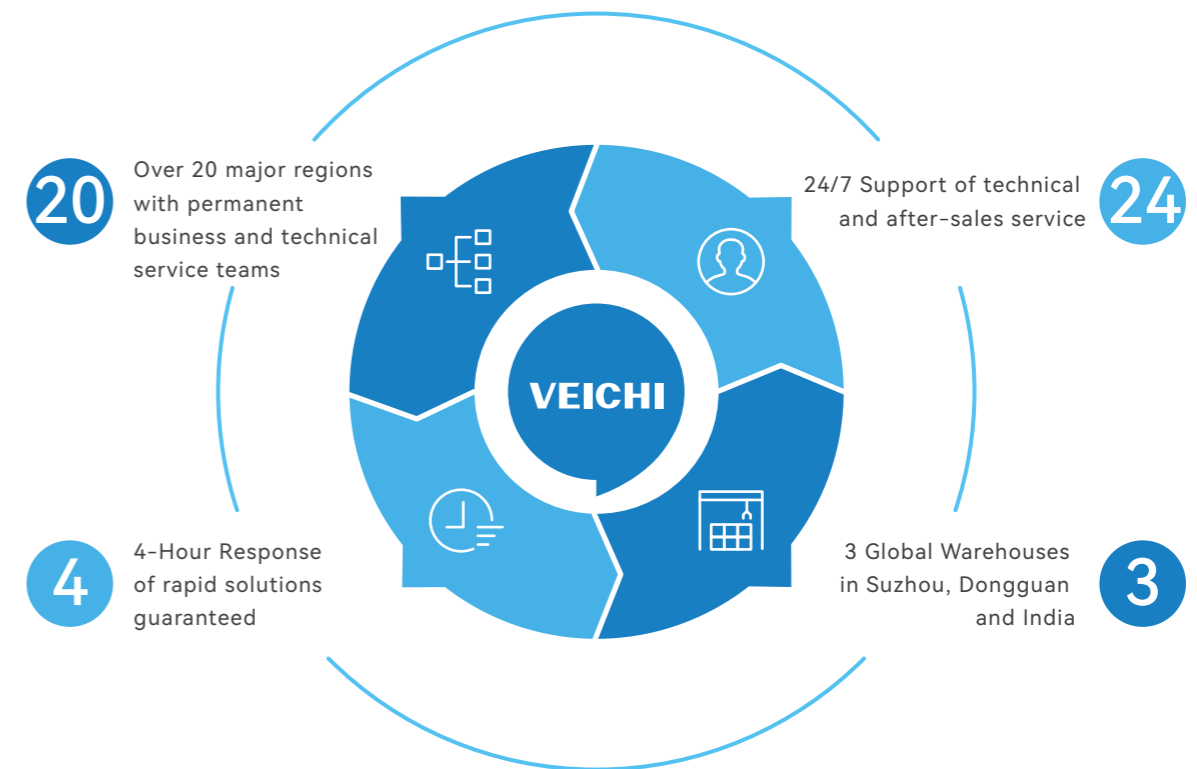 20
Over 20 major regions
with permanent
business and technical
service teams
24/7 Support of technical
and after-sales service
24
VEICHI
4
4-Hour Response
of rapid solutions
guaranteed
3 Global Warehouses
in Suzhou, Dongguan
and India
3